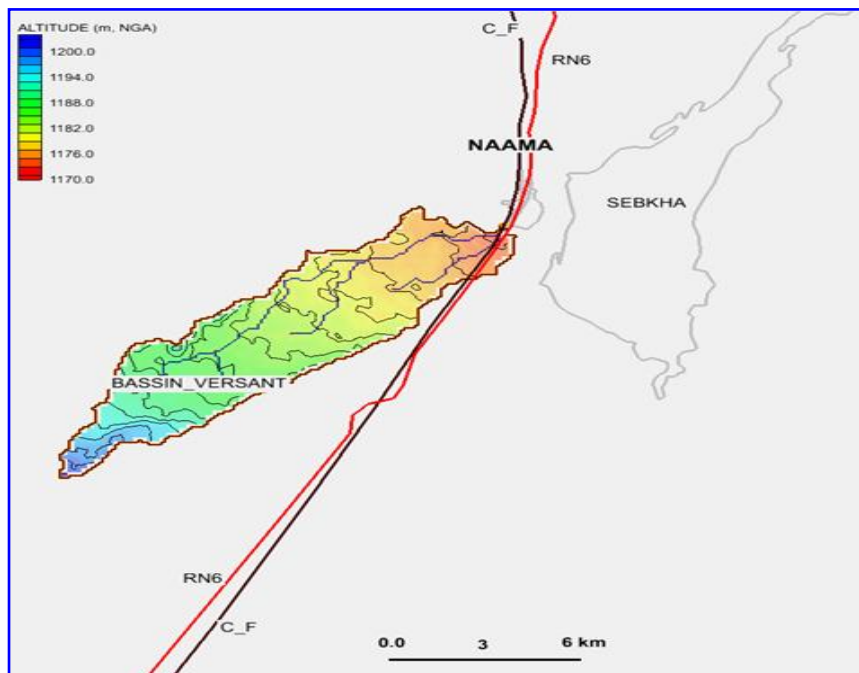 ALTITUDE (m, NGA)
1200.0
1194.0
1188.0
1182.0
1176.0
1170.0
C_F
RN6
NAAMA
SEBKHA
BASSIN_VERSANT
RN6
C_F
0.0 3 6 km